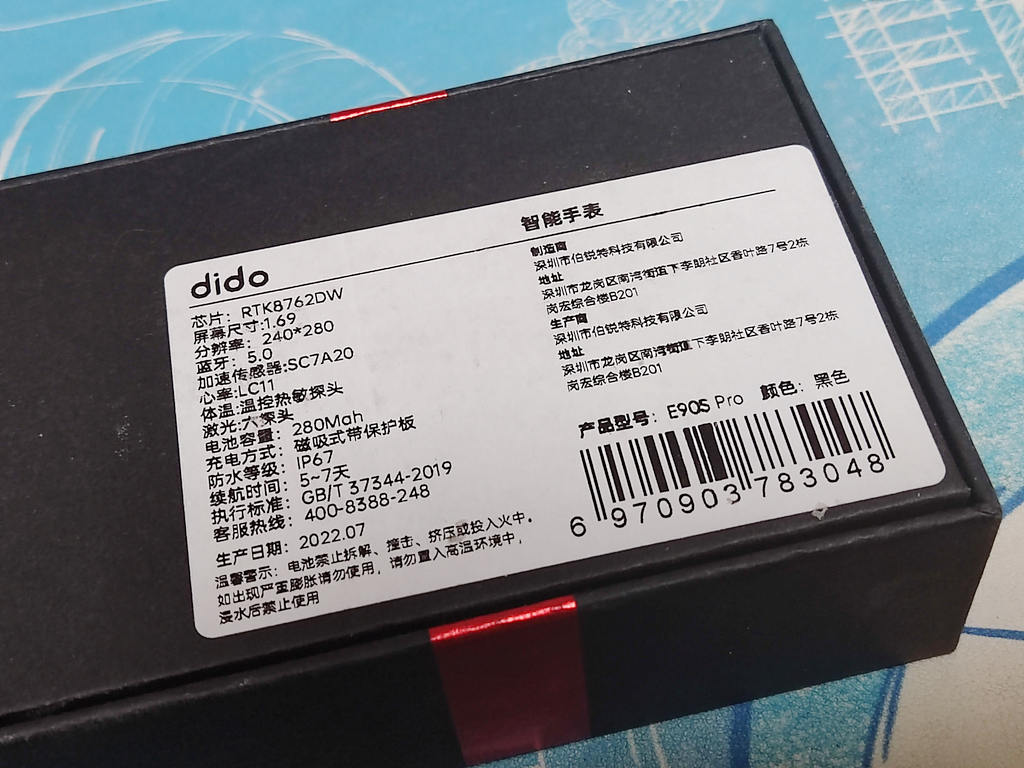 dido
智能手表
芯片：RTK8762DW
屏幕尺寸:1.69
分辨率：240*280
蓝牙：5.0
加速传感器:SC7A20
心率:LC11
体温:温控热敏探头
激光:六探头
电池容量：280Mah
充电方式：磁吸式带保护板
防水等级：IP67
续航时间：5~7天
执行标准：GB/T 37344-2019
客服热线：400-8388-248
生产日期：2022.07
温馨警示：电池禁止拆解、撞击、挤压或投入火中。
如出现严重膨胀请勿使用，请勿置入高温环境中，
浸水后禁止使用
制造商
深圳市伯锐特科技有限公司
地址
深圳市龙岗区南湾街道下李朗社区香叶路7号2栋
岗宏综合楼B201
生产商
深圳市伯锐特科技有限公司
地址
深圳市龙岗区南湾街道下李朗社区香叶路7号2栋
岗宏综合楼B201
产品型号：E90S Pro 颜色：黑色
6 970903 783048